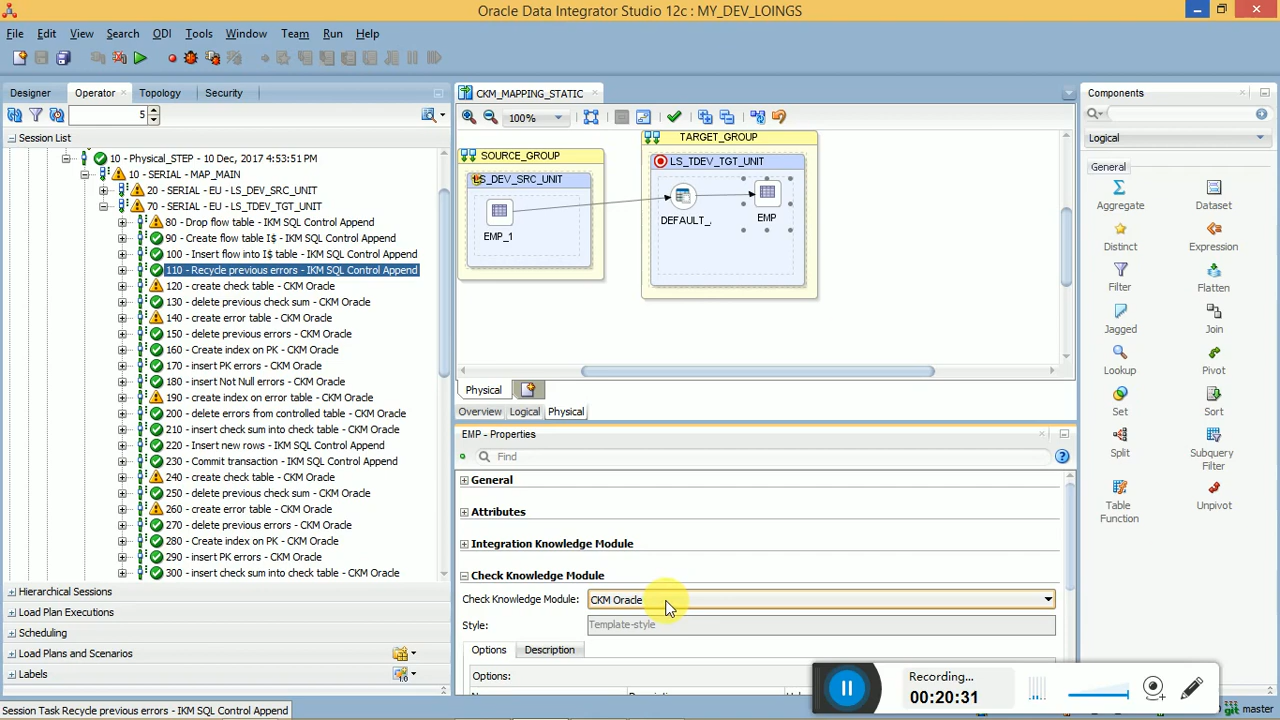 Oracle Data Integrator Studio 12c : MY_DEV_LOINGS
File Edit View Search ODI Tools Window Team Run Help
Designer Operator Topology Security
5
Session List
10 - Physical_STEP - 10 Dec, 2017 4:53:51 PM
10 - SERIAL - MAP_MAIN
20 - SERIAL - EU - LS_DEV_SRC_UNIT
70 - SERIAL - EU - LS_TDEV_TGT_UNIT
80 - Drop flow table - IKM SQL Control Append
90 - Create flow table I$ - IKM SQL Control Append
100 - Insert flow into I$ table - IKM SQL Control Append
110 - Recycle previous errors - IKM SQL Control Append
120 - create check table - CKM Oracle
130 - delete previous check sum - CKM Oracle
140 - create error table - CKM Oracle
150 - delete previous errors - CKM Oracle
160 - Create index on PK - CKM Oracle
170 - insert PK errors - CKM Oracle
180 - insert Not Null errors - CKM Oracle
190 - create index on error table - CKM Oracle
200 - delete errors from controlled table - CKM Oracle
210 - insert check sum into check table - CKM Oracle
220 - Insert new rows - IKM SQL Control Append
230 - Commit transaction - IKM SQL Control Append
240 - create check table - CKM Oracle
250 - delete previous check sum - CKM Oracle
260 - create error table - CKM Oracle
270 - delete previous errors - CKM Oracle
280 - Create index on PK - CKM Oracle
290 - insert PK errors - CKM Oracle
300 - insert check sum into check table - CKM Oracle
Hierarchical Sessions
Load Plan Executions
Scheduling
Load Plans and Scenarios
Labels
Session Task Recycle previous errors - IKM SQL Control Append
CKM_MAPPING_STATIC
100%
SOURCE_GROUP
S_DEV_SRC_UNIT
EMP_1
TARGET_GROUP
LS_TDEV_TGT_UNIT
DEFAULT_
EMP
Physical
Overview Logical Physical
EMP - Properties
Find
General
Attributes
Integration Knowledge Module
Check Knowledge Module
Check Knowledge Module: CKM Oracle
Style: Template-style
Options Description
Options:
Components
Logical
General
Aggregate Dataset
Distinct Expression
Filter Flatten
Jagged Join
Lookup Pivot
Set Sort
Split Subquery Filter
Table Function Unpivot
Recording...
00:20:31
git master